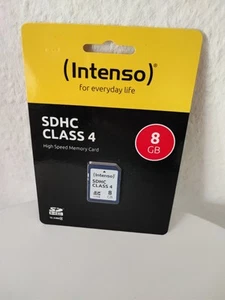 (Intenso)
for everyday life
SDHC
CLASS 4
High Speed Memory Card
8
GB
(Intenso)
SDHC
CLASS 4
8
GB